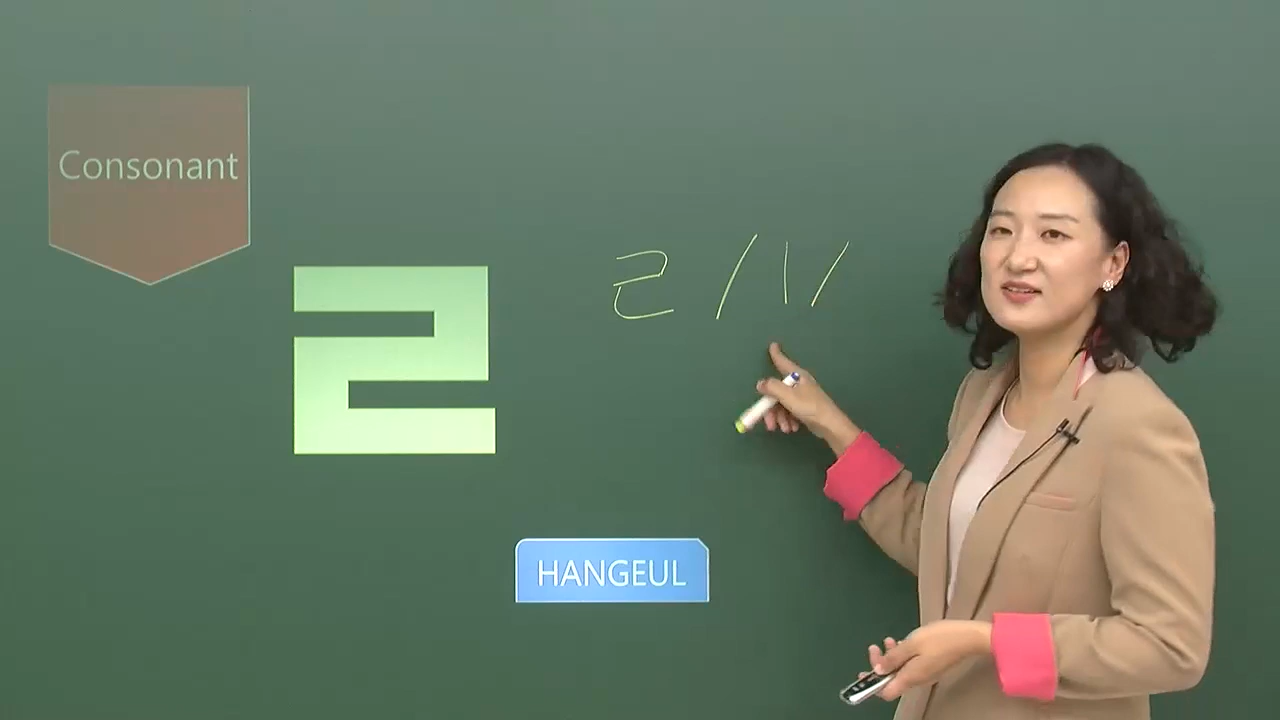 Consonant
ㄹ
ㄹ / l /
HANGEUL